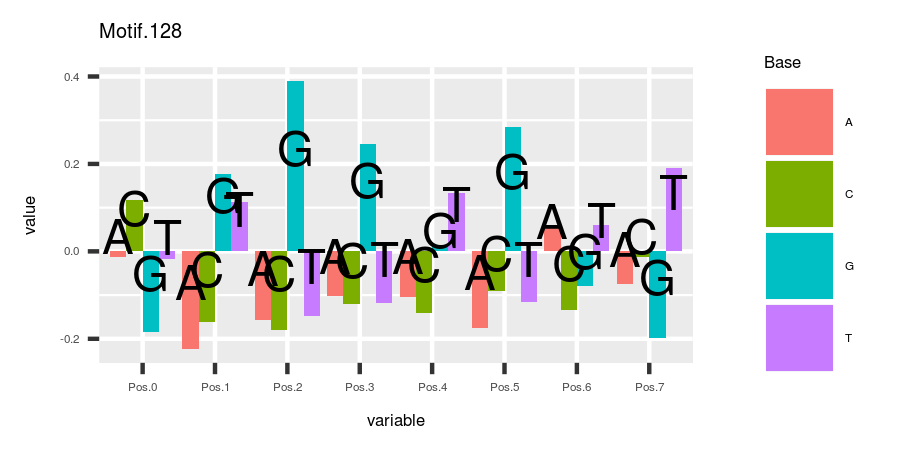 Motif.128
Base
A
C
G
T
value
0.4
0.2
0.0
-0.2
A C G T A C G T A C G T A C G T A C G T A C G T A C G T A C G T
Pos.0 Pos.1 Pos.2 Pos.3 Pos.4 Pos.5 Pos.6 Pos.7
variable